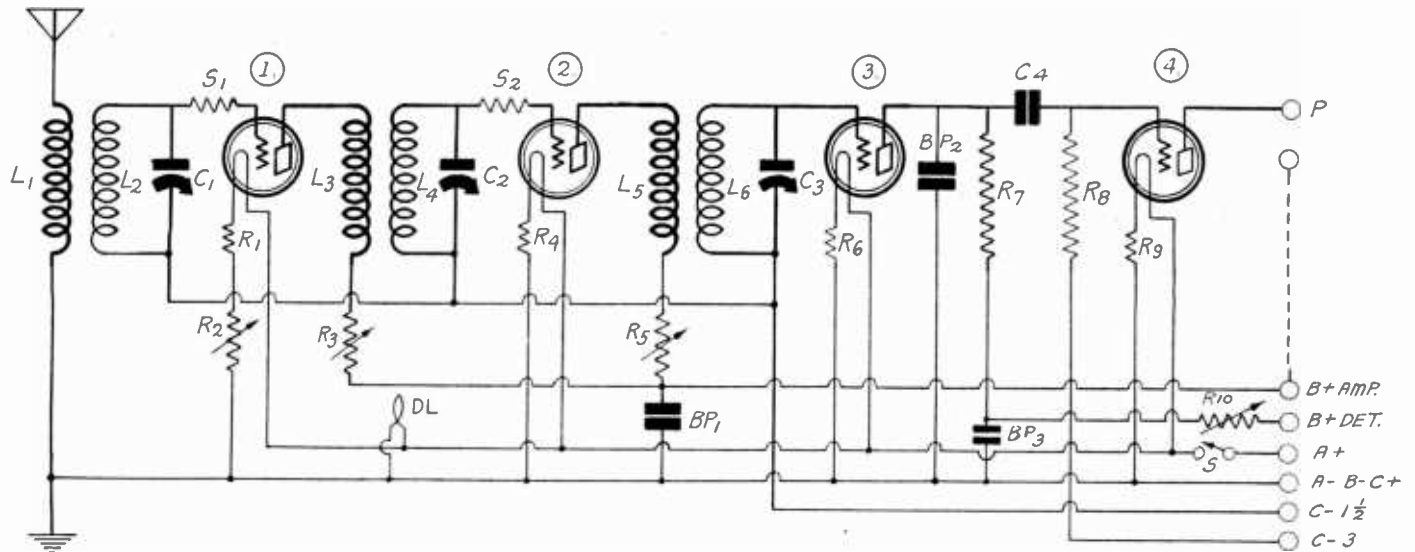 1
2
3
4
S1
S2
C4
P
L1
L2
C1
L3
L4
C2
L5
L6
C3
BP2
R7
R8
R1
R4
R6
R9
R2
R3
R5
B+AMP.
DL
BP1
R10
B+DET.
BP3
A+
S
A-B-C+
C-1½
C-3